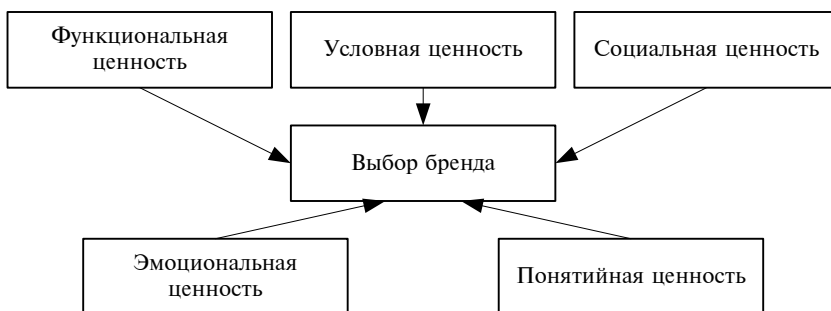 Функциональная
ценность
Условная ценность
Социальная ценность
Выбор бренда
Эмоциональная
ценность
Понятийная ценность